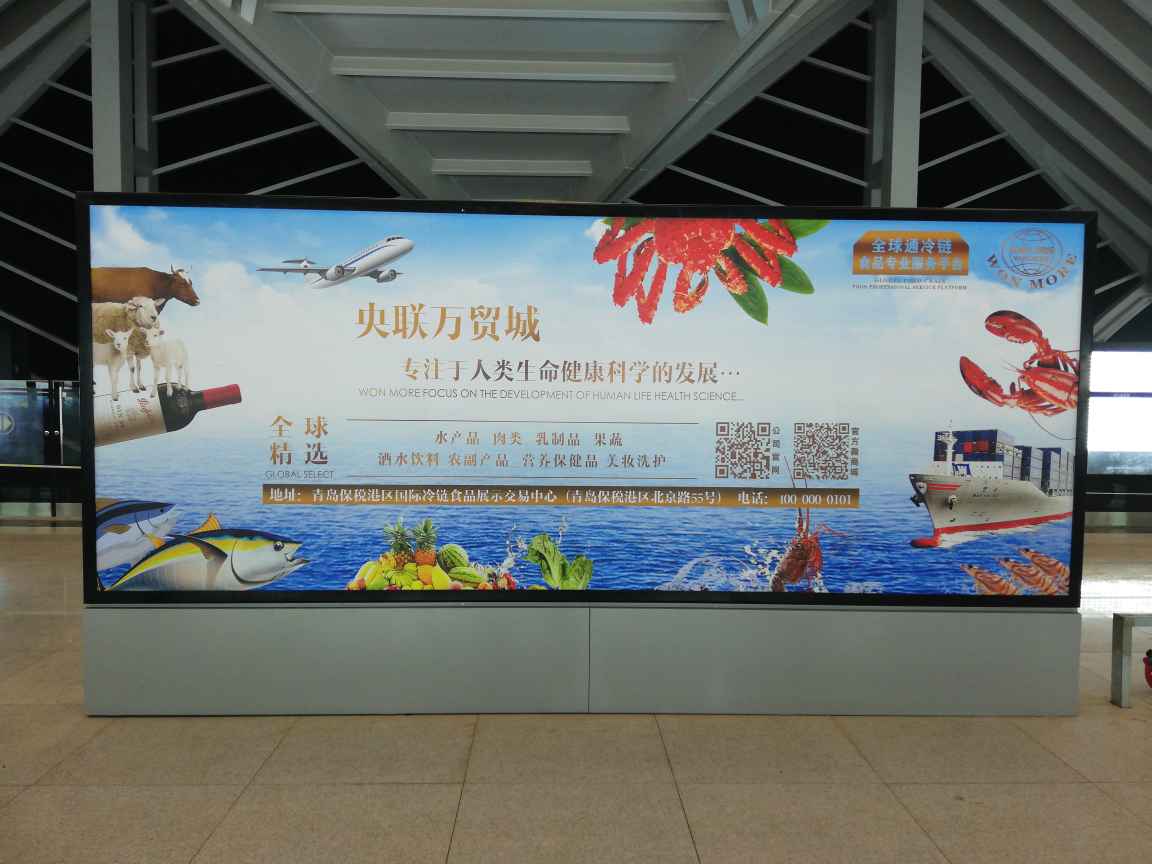 全球通冷链
食品专业服务平台
FOOD PROFESSIONAL SERVICE PLATFORM
WON MORE
央联万贸城
专注于人类生命健康科学的发展…
WON MORE FOCUS ON THE DEVELOPMENT OF HUMAN LIFE HEALTH SCIENCE...
全球
精选
GLOBAL SELECT
水产品 肉类 乳制品 果蔬
酒水饮料 农副产品 营养保健品 美妆洗护
公司官网
地址：青岛保税港区国际冷链食品展示交易中心（青岛保税港区北京路55号） 电话：400 000 0101